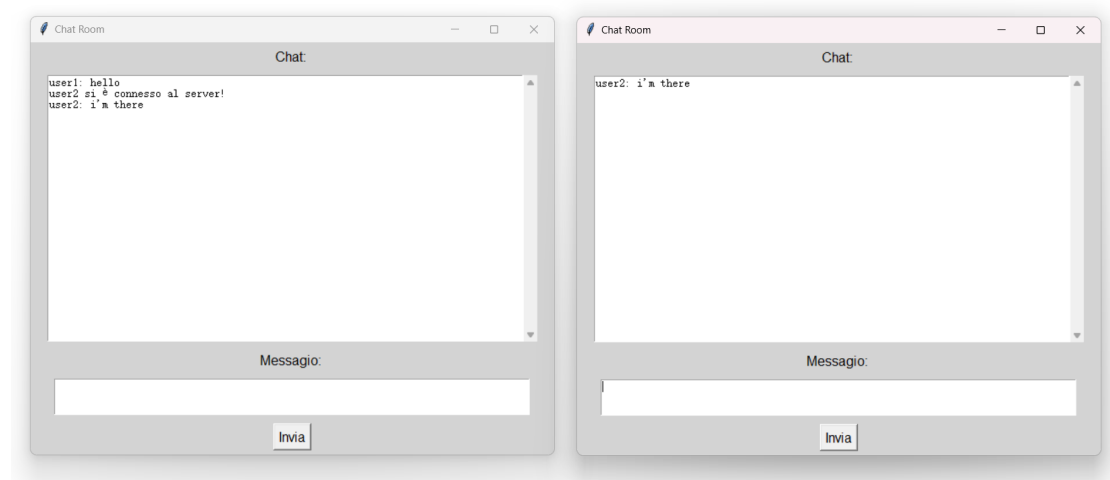 Chat Room
Chat:
user1: hello
user2 si è connesso al server!
user2: i'm there
Messagio:
Invia
Chat Room
Chat:
user2: i'm there
Messagio:
Invia